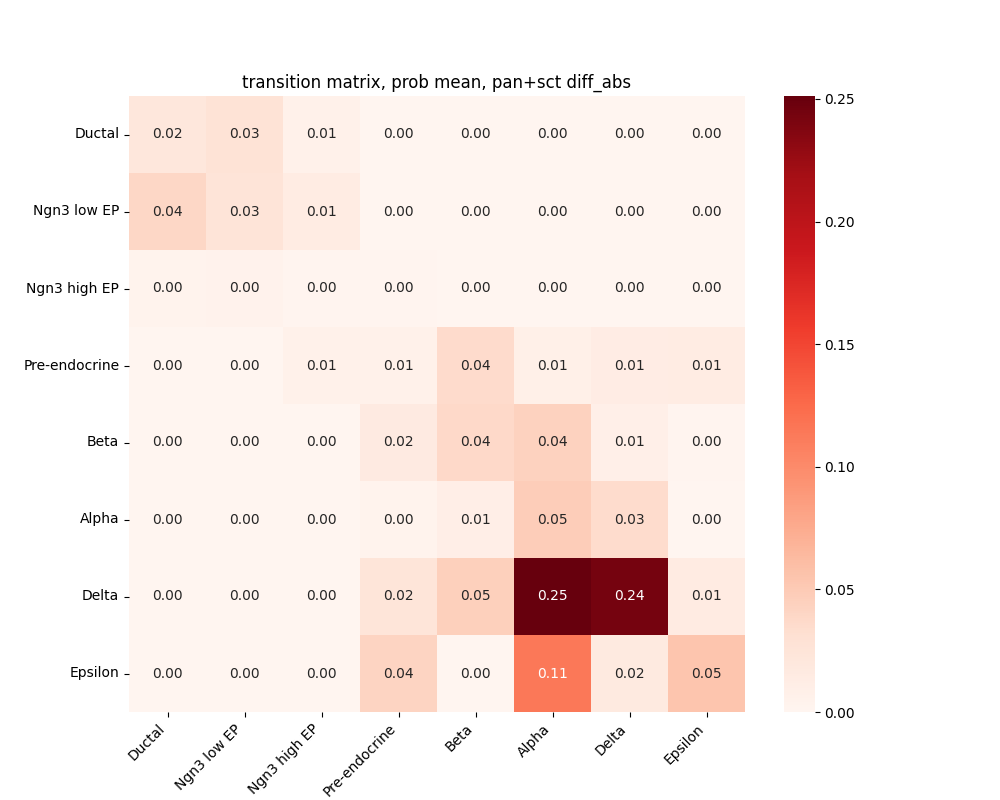 transition matrix, prob mean, pan+sct diff_abs
Ductal 0.02 0.03 0.01 0.00 0.00 0.00 0.00 0.00
Ngn3 low EP 0.04 0.03 0.01 0.00 0.00 0.00 0.00 0.00
Ngn3 high EP 0.00 0.00 0.00 0.00 0.00 0.00 0.00 0.00
Pre-endocrine 0.00 0.00 0.01 0.01 0.04 0.01 0.01 0.01
Beta 0.00 0.00 0.00 0.02 0.04 0.04 0.01 0.00
Alpha 0.00 0.00 0.00 0.00 0.01 0.05 0.03 0.00
Delta 0.00 0.00 0.00 0.02 0.05 0.25 0.24 0.01
Epsilon 0.00 0.00 0.00 0.04 0.00 0.11 0.02 0.05
Ductal Ngn3 low EP Ngn3 high EP Pre-endocrine Beta Alpha Delta Epsilon
0.25
0.20
0.15
0.10
0.05
0.00